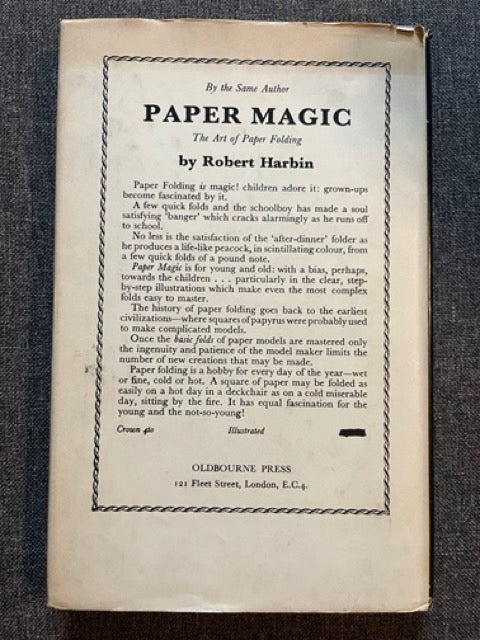 By the Same Author
PAPER MAGIC
The Art of Paper Folding
by Robert Harbin
Paper Folding is magic! children adore it: grown-ups
become fascinated by it.
A few quick folds and the schoolboy has made a soul
satisfying 'banger' which cracks alarmingly as he runs off
to school.
No less is the satisfaction of the 'after-dinner' folder as
he produces a life-like peacock, in scintillating colour, from
a few quick folds of a pound note.
Paper Magic is for young and old: with a bias, perhaps,
towards the children . . . particularly in the clear, step-
by-step illustrations which make even the most complex
folds easy to master.
The history of paper folding goes back to the earliest
civilizations—where squares of papyrus were probably used
to make complicated models.
Once the basic folds of paper models are mastered only
the ingenuity and patience of the model maker limits the
number of new creations that may be made.
Paper folding is a hobby for every day of the year—wet
or fine, cold or hot. A square of paper may be folded as
easily on a hot day in a deckchair as on a cold miserable
day, sitting by the fire. It has equal fascination for the
young and the not-so-young!
Crown 4to Illustrated
OLDBOURNE PRESS
121 Fleet Street, London, E.C.4.